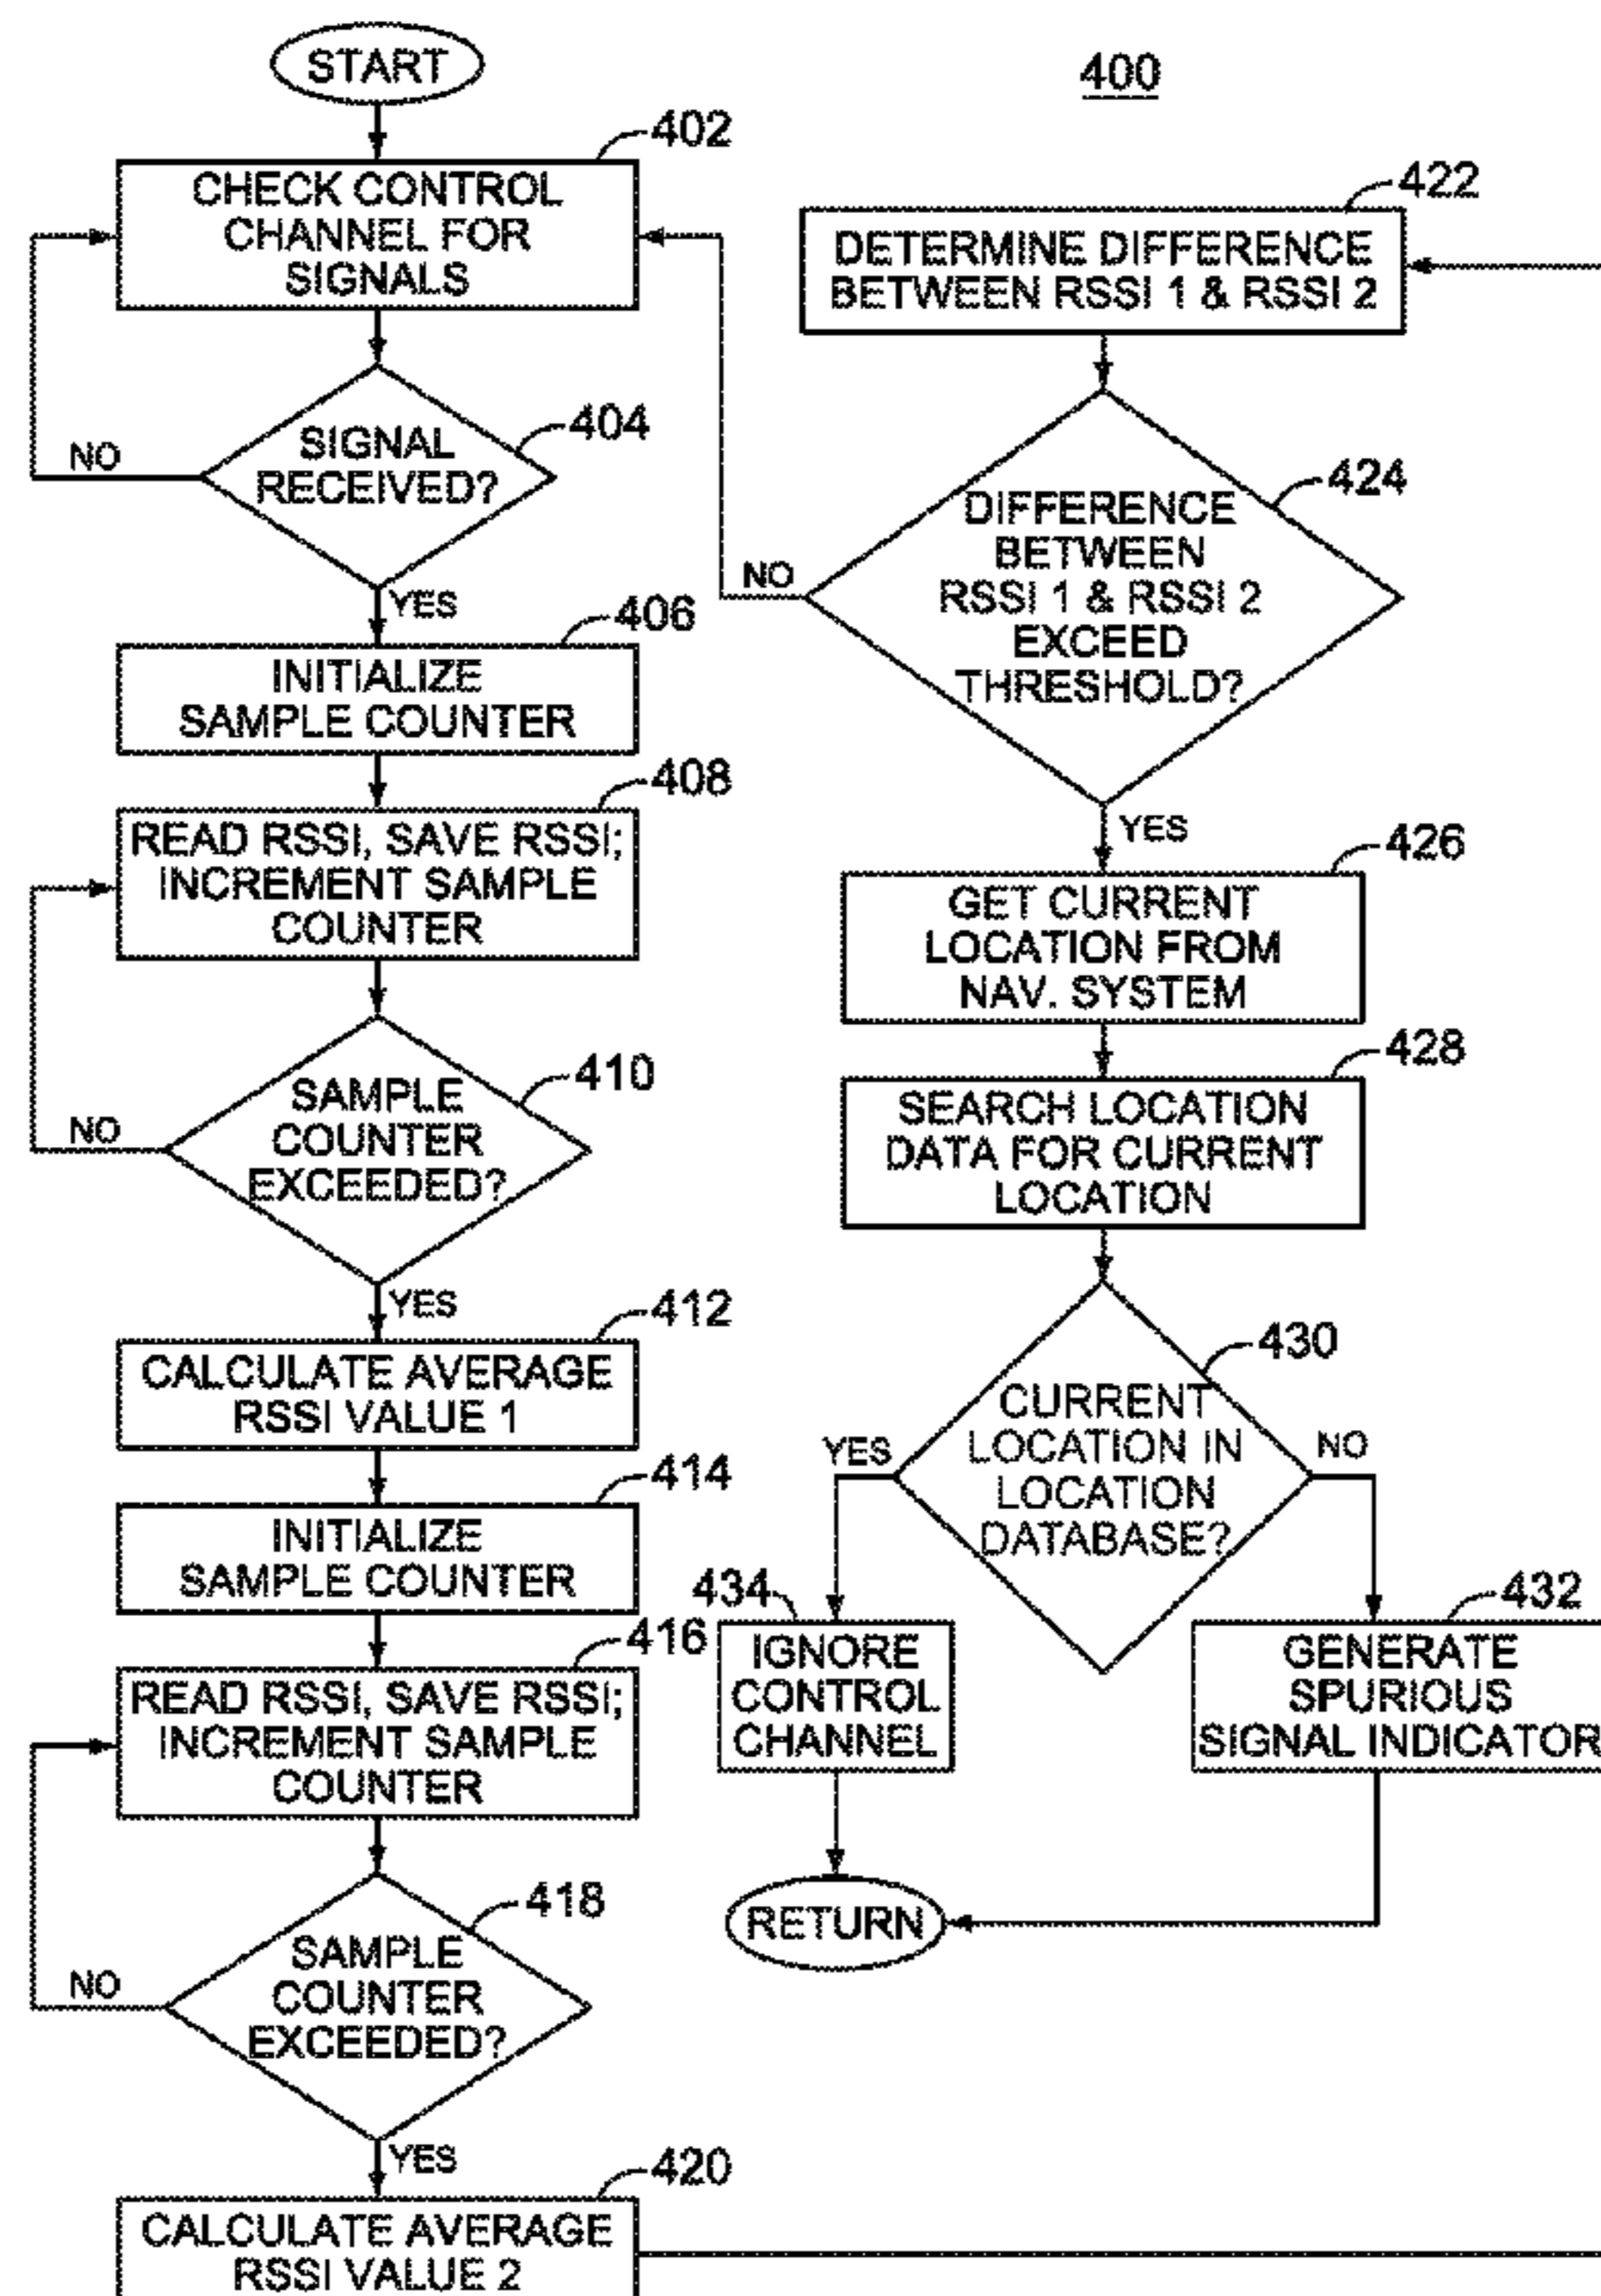 START
400
402
CHECK CONTROL
CHANNEL FOR
SIGNALS
404
SIGNAL
RECEIVED?
NO
YES
406
INITIALIZE
SAMPLE COUNTER
408
READ RSSI, SAVE RSSI;
INCREMENT SAMPLE
COUNTER
410
SAMPLE
COUNTER
EXCEEDED?
NO
YES
412
CALCULATE AVERAGE
RSSI VALUE 1
414
INITIALIZE
SAMPLE COUNTER
416
READ RSSI, SAVE RSSI;
INCREMENT SAMPLE
COUNTER
418
SAMPLE
COUNTER
EXCEEDED?
NO
YES
420
CALCULATE AVERAGE
RSSI VALUE 2
422
DETERMINE DIFFERENCE
BETWEEN RSSI 1 & RSSI 2
424
DIFFERENCE
BETWEEN
RSSI 1 & RSSI 2
EXCEED
THRESHOLD?
NO
YES
426
GET CURRENT
LOCATION FROM
NAV. SYSTEM
428
SEARCH LOCATION
DATA FOR CURRENT
LOCATION
430
CURRENT
LOCATION IN
LOCATION
DATABASE?
YES
NO
434
IGNORE
CONTROL
CHANNEL
432
GENERATE
SPURIOUS
SIGNAL INDICATOR
RETURN